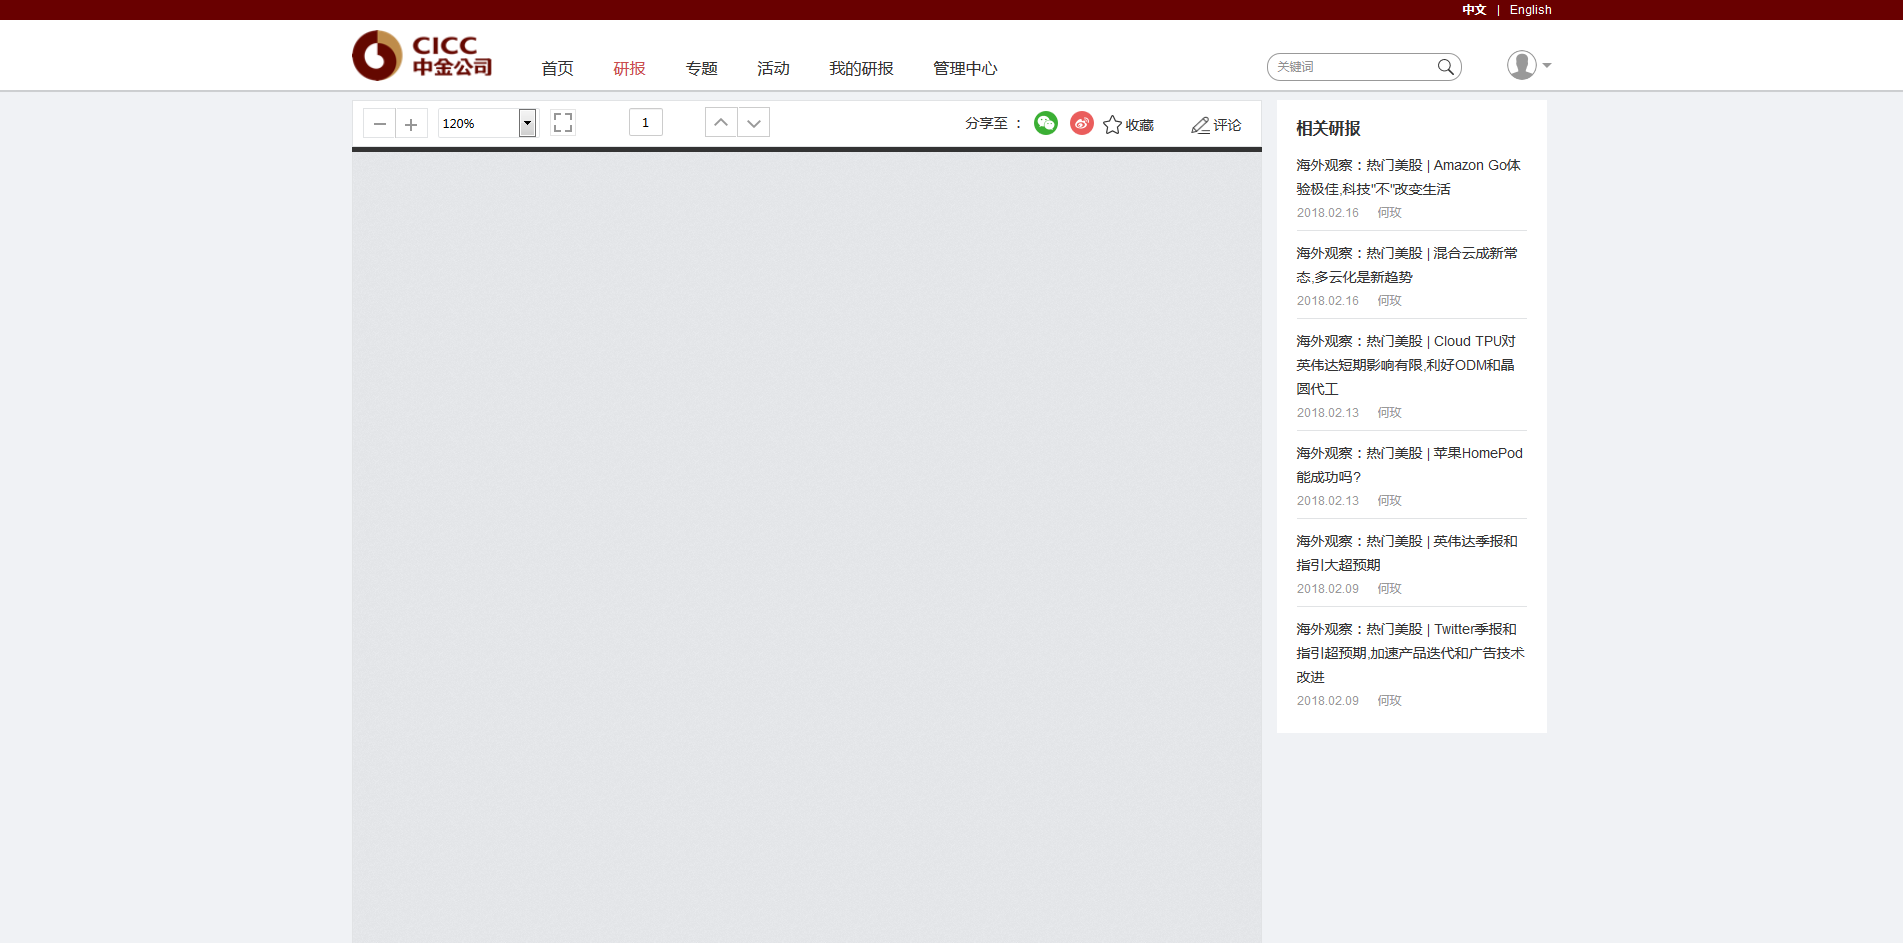 中文 | English
CICC
中金公司
首页 研报 专题 活动 我的研报 管理中心
关键词
120%
1
分享至：
收藏
评论
相关研报
海外观察：热门美股 | Amazon Go体
验极佳,科技"不"改变生活
2018.02.16 何玫
海外观察：热门美股 | 混合云成新常
态,多云化是新趋势
2018.02.16 何玫
海外观察：热门美股 | Cloud TPU对
英伟达短期影响有限,利好ODM和晶
圆代工
2018.02.13 何玫
海外观察：热门美股 | 苹果HomePod
能成功吗?
2018.02.13 何玫
海外观察：热门美股 | 英伟达季报和
指引大超预期
2018.02.09 何玫
海外观察：热门美股 | Twitter季报和
指引超预期,加速产品迭代和广告技术
改进
2018.02.09 何玫